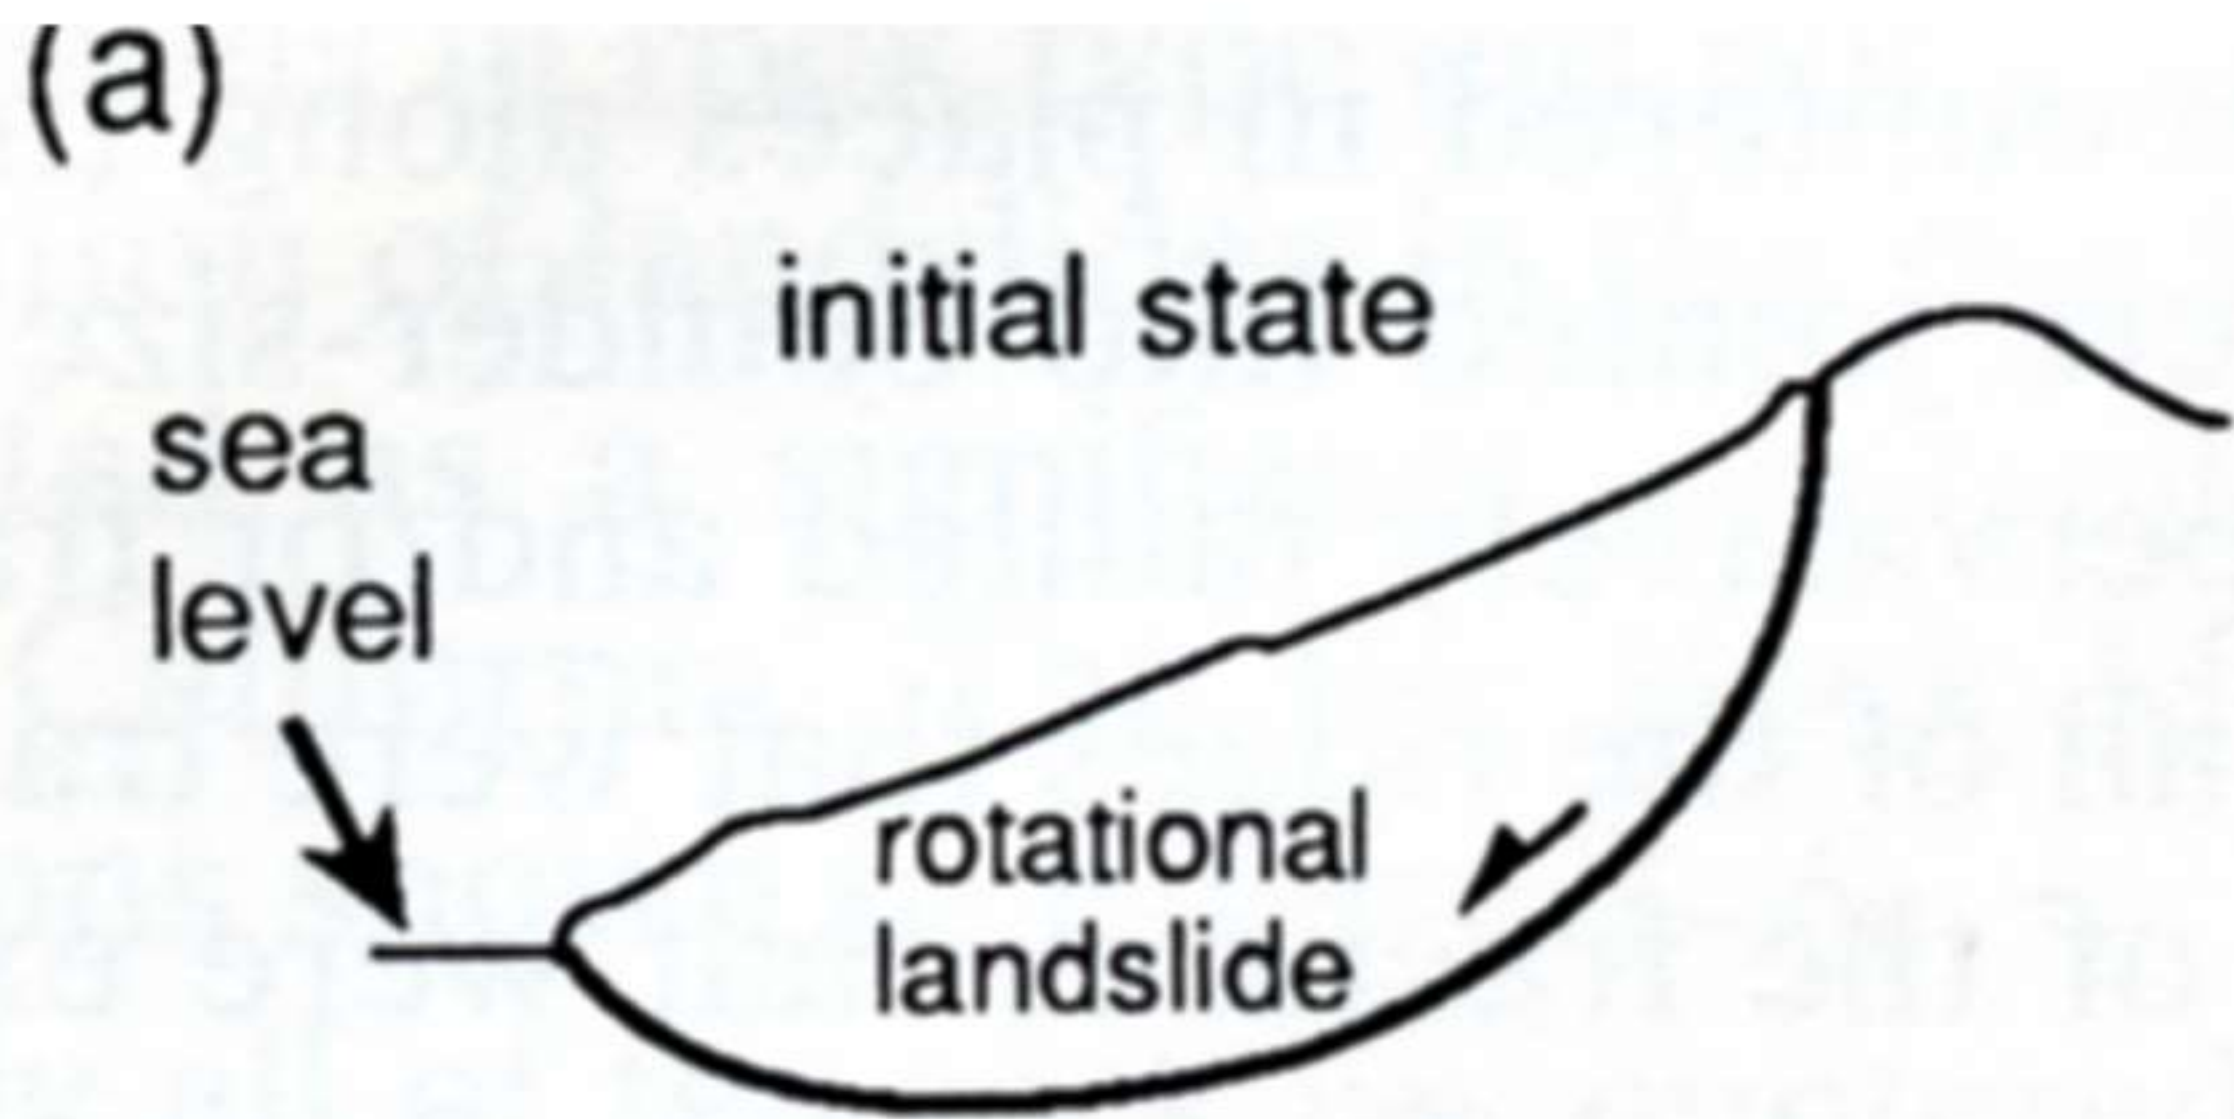 (a)
initial state
sea
level
rotational
landslide